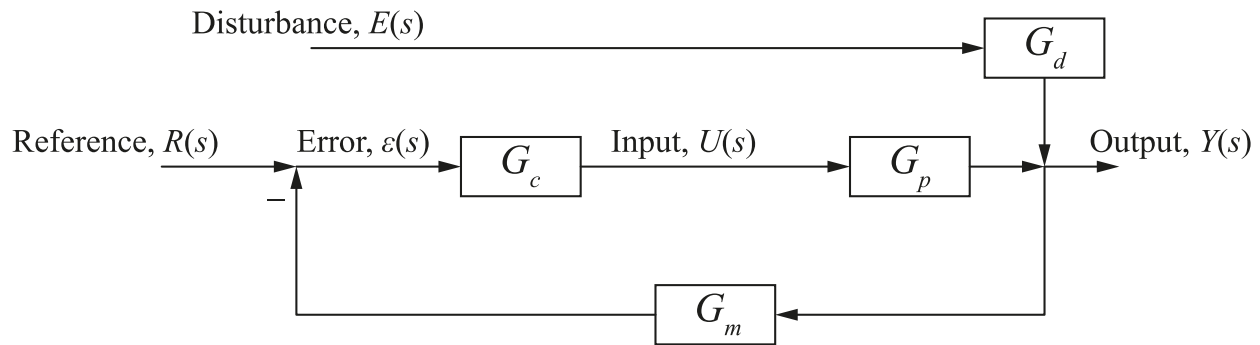 Disturbance, E(s)
G_d
Reference, R(s)
Error, ε(s)
G_c
Input, U(s)
G_p
Output, Y(s)
−
G_m